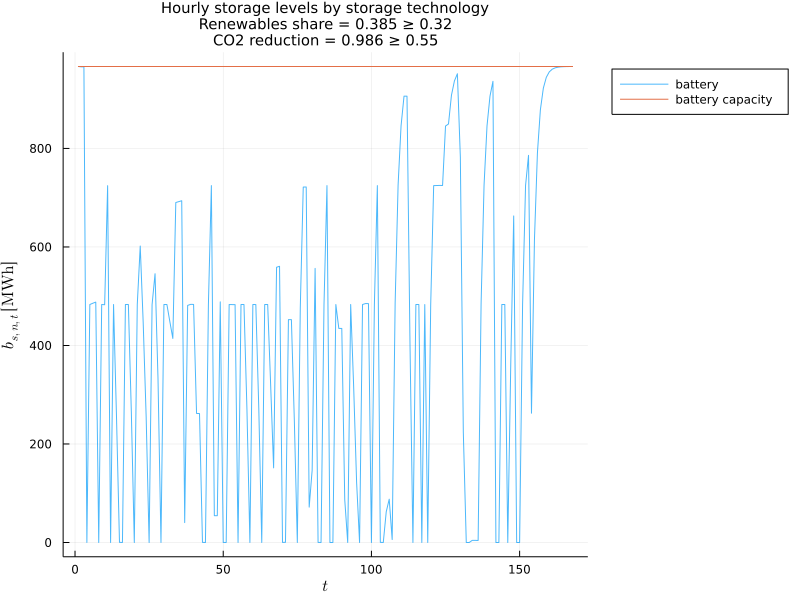 Hourly storage levels by storage technology
Renewables share = 0.385 ≥ 0.32
CO2 reduction = 0.986 ≥ 0.55
battery
battery capacity
b_{s, n, t} [MWh]
800
600
400
200
0
0
50
100
150
t